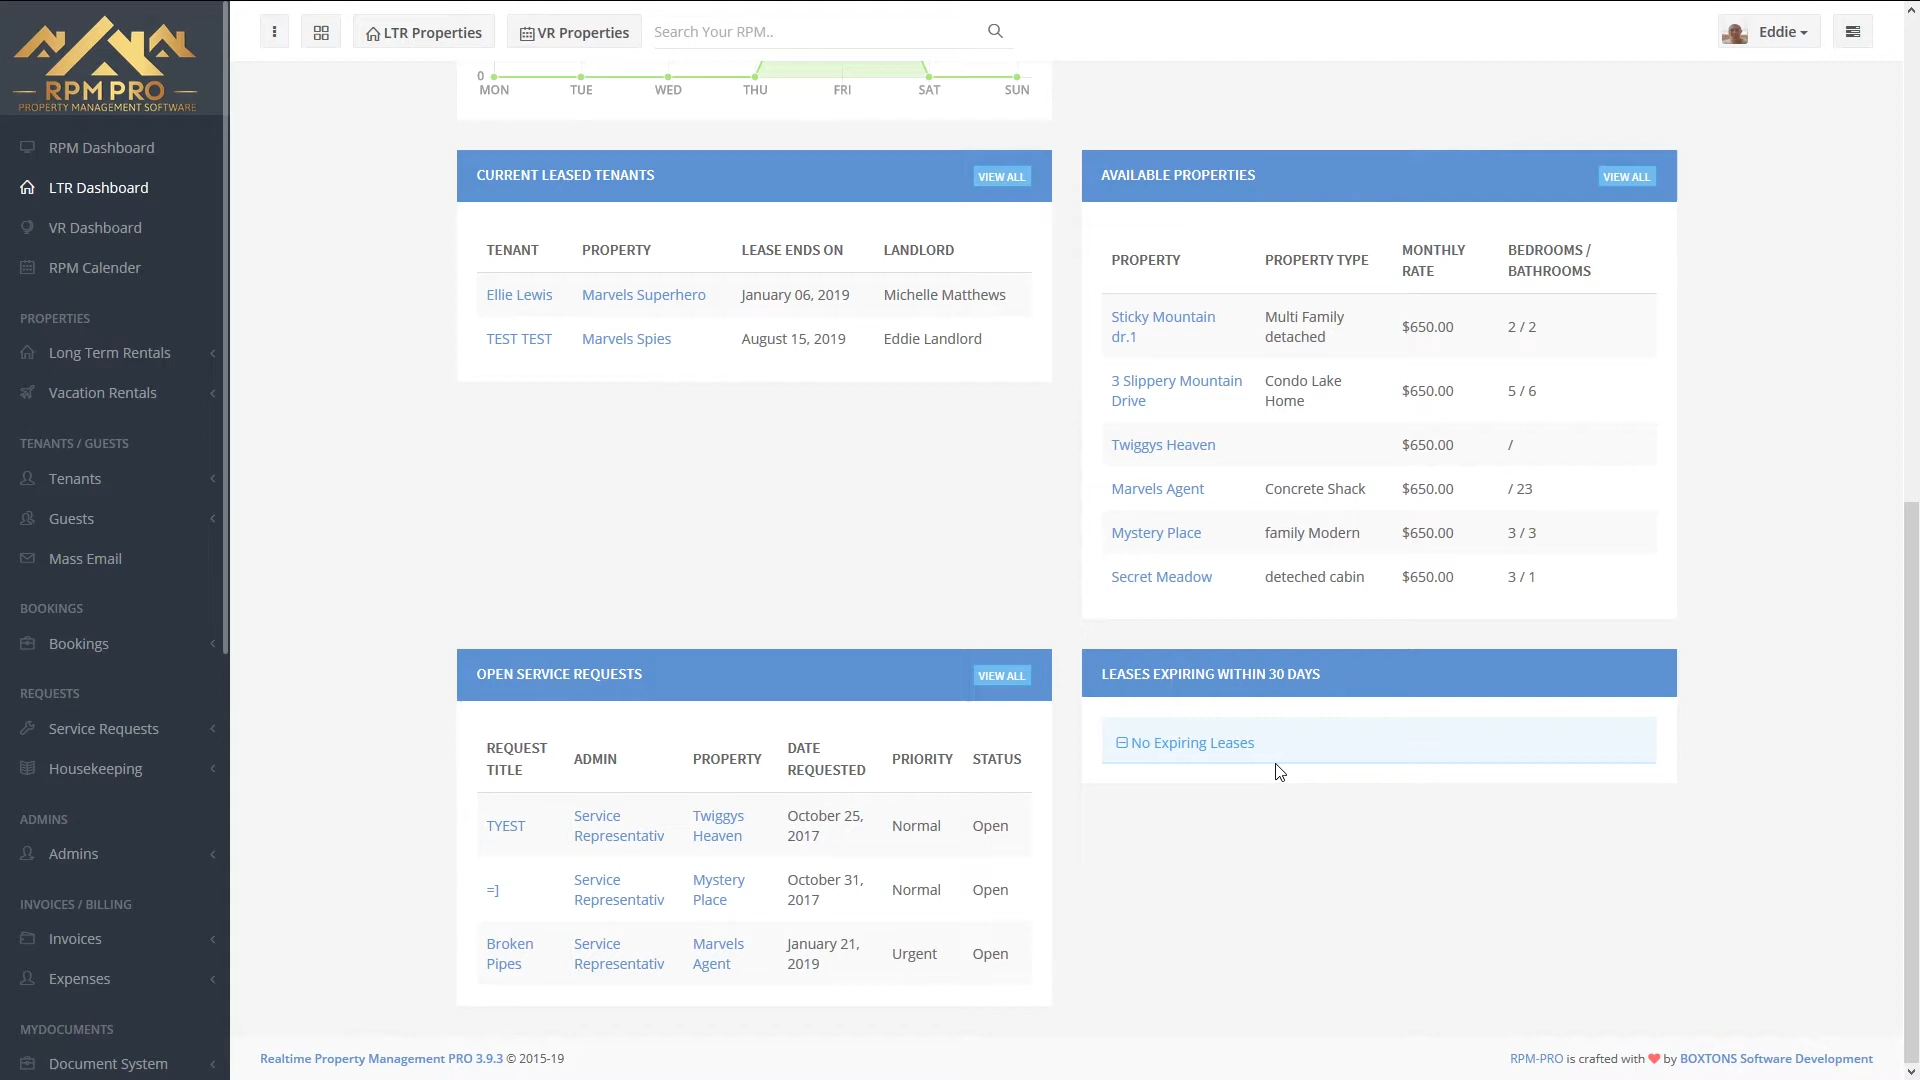 RPM PRO
PROPERTY MANAGEMENT SOFTWARE
LTR Properties
VR Properties
Search Your RPM..
Eddie
RPM Dashboard
LTR Dashboard
VR Dashboard
RPM Calender
PROPERTIES
Long Term Rentals
Vacation Rentals
TENANTS / GUESTS
Tenants
Guests
Mass Email
BOOKINGS
Bookings
REQUESTS
Service Requests
Housekeeping
ADMINS
Admins
INVOICES / BILLING
Invoices
Expenses
MYDOCUMENTS
Document System
0
MON TUE WED THU FRI SAT SUN
CURRENT LEASED TENANTS VIEW ALL
TENANT PROPERTY LEASE ENDS ON LANDLORD
Ellie Lewis Marvels Superhero January 06, 2019 Michelle Matthews
TEST TEST Marvels Spies August 15, 2019 Eddie Landlord
AVAILABLE PROPERTIES VIEW ALL
PROPERTY PROPERTY TYPE MONTHLY RATE BEDROOMS / BATHROOMS
Sticky Mountain dr.1 Multi Family detached $650.00 2 / 2
3 Slippery Mountain Drive Condo Lake Home $650.00 5 / 6
Twiggys Heaven $650.00 /
Marvels Agent Concrete Shack $650.00 / 23
Mystery Place family Modern $650.00 3 / 3
Secret Meadow deteched cabin $650.00 3 / 1
OPEN SERVICE REQUESTS VIEW ALL
REQUEST TITLE ADMIN PROPERTY DATE REQUESTED PRIORITY STATUS
TYEST Service Representativ Twiggys Heaven October 25, 2017 Normal Open
=] Service Representativ Mystery Place October 31, 2017 Normal Open
Broken Pipes Service Representativ Marvels Agent January 21, 2019 Urgent Open
LEASES EXPIRING WITHIN 30 DAYS
No Expiring Leases
Realtime Property Management PRO 3.9.3 © 2015-19
RPM-PRO is crafted with ❤ by BOXTONS Software Development